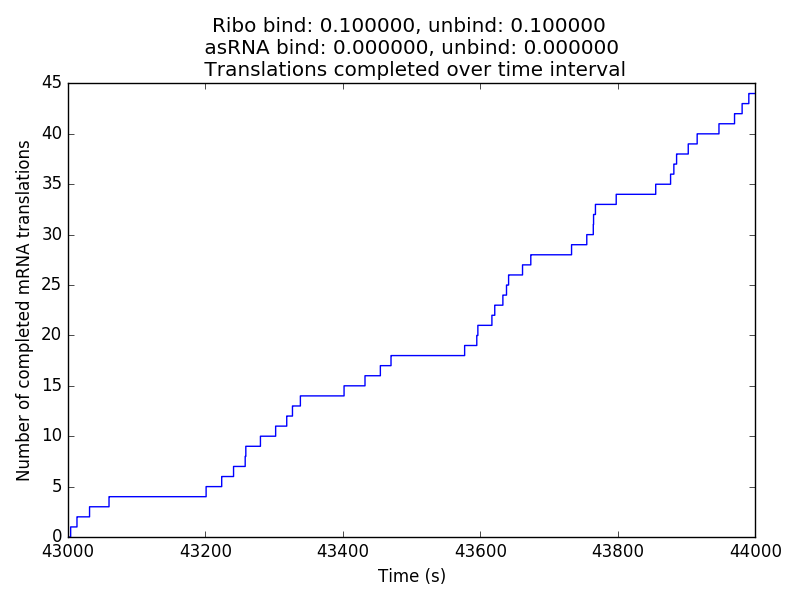 Ribo bind: 0.100000, unbind: 0.100000
asRNA bind: 0.000000, unbind: 0.000000
Translations completed over time interval
45
40
35
30
25
20
15
10
5
0
Number of completed mRNA translations
43000 43200 43400 43600 43800 44000
Time (s)